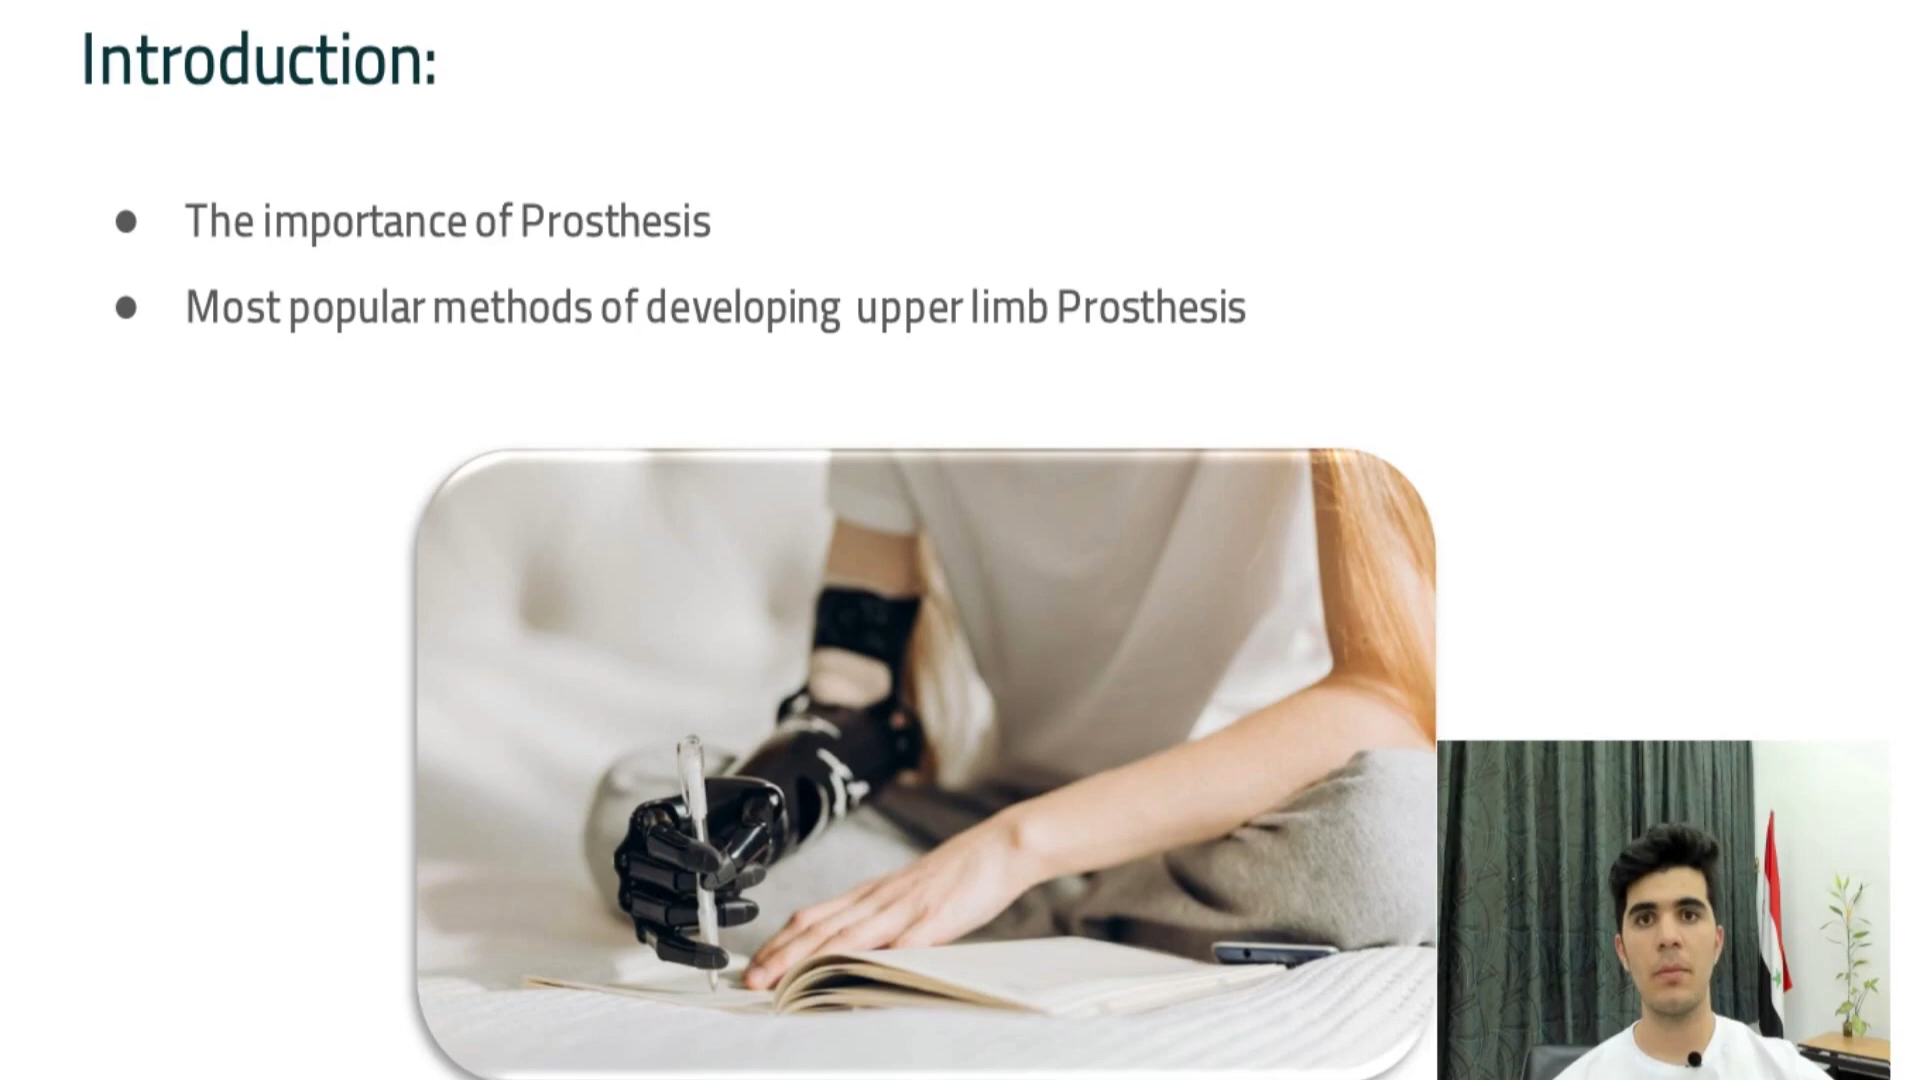 Introduction:
The importance of Prosthesis
Most popular methods of developing upper limb Prosthesis